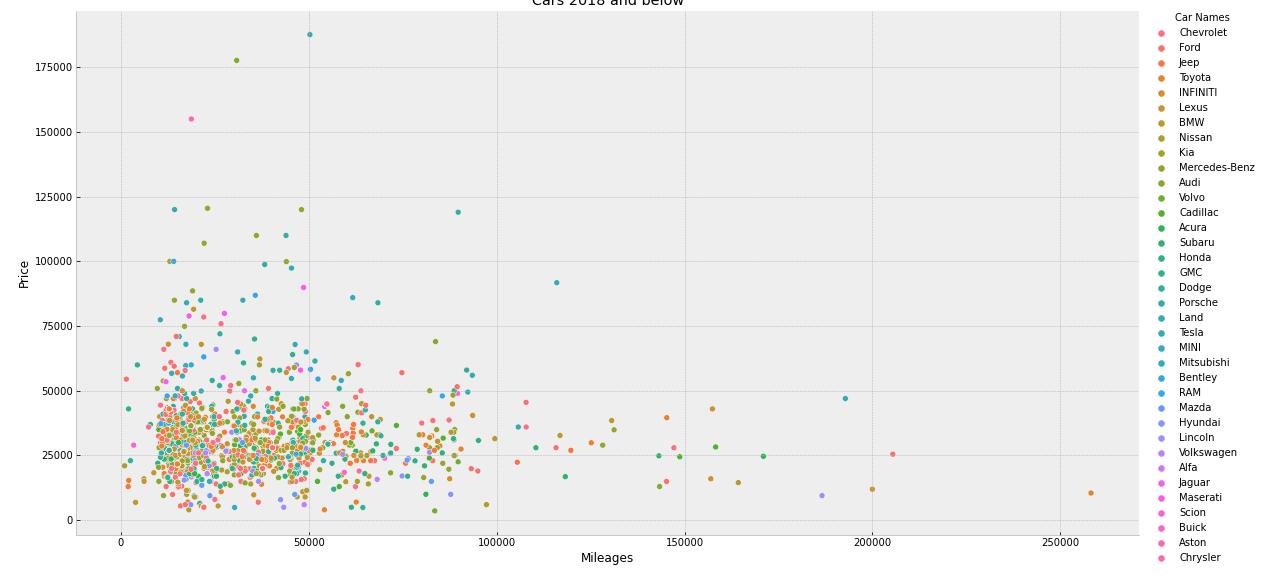 Cars 2018 and below
Price
175000
150000
125000
100000
75000
50000
25000
0
0 50000 100000 150000 200000 250000
Mileages
Car Names
Chevrolet
Ford
Jeep
Toyota
INFINITI
Lexus
BMW
Nissan
Kia
Mercedes-Benz
Audi
Volvo
Cadillac
Acura
Subaru
Honda
GMC
Dodge
Porsche
Land
Tesla
MINI
Mitsubishi
Bentley
RAM
Mazda
Hyundai
Lincoln
Volkswagen
Alfa
Jaguar
Maserati
Scion
Buick
Aston
Chrysler